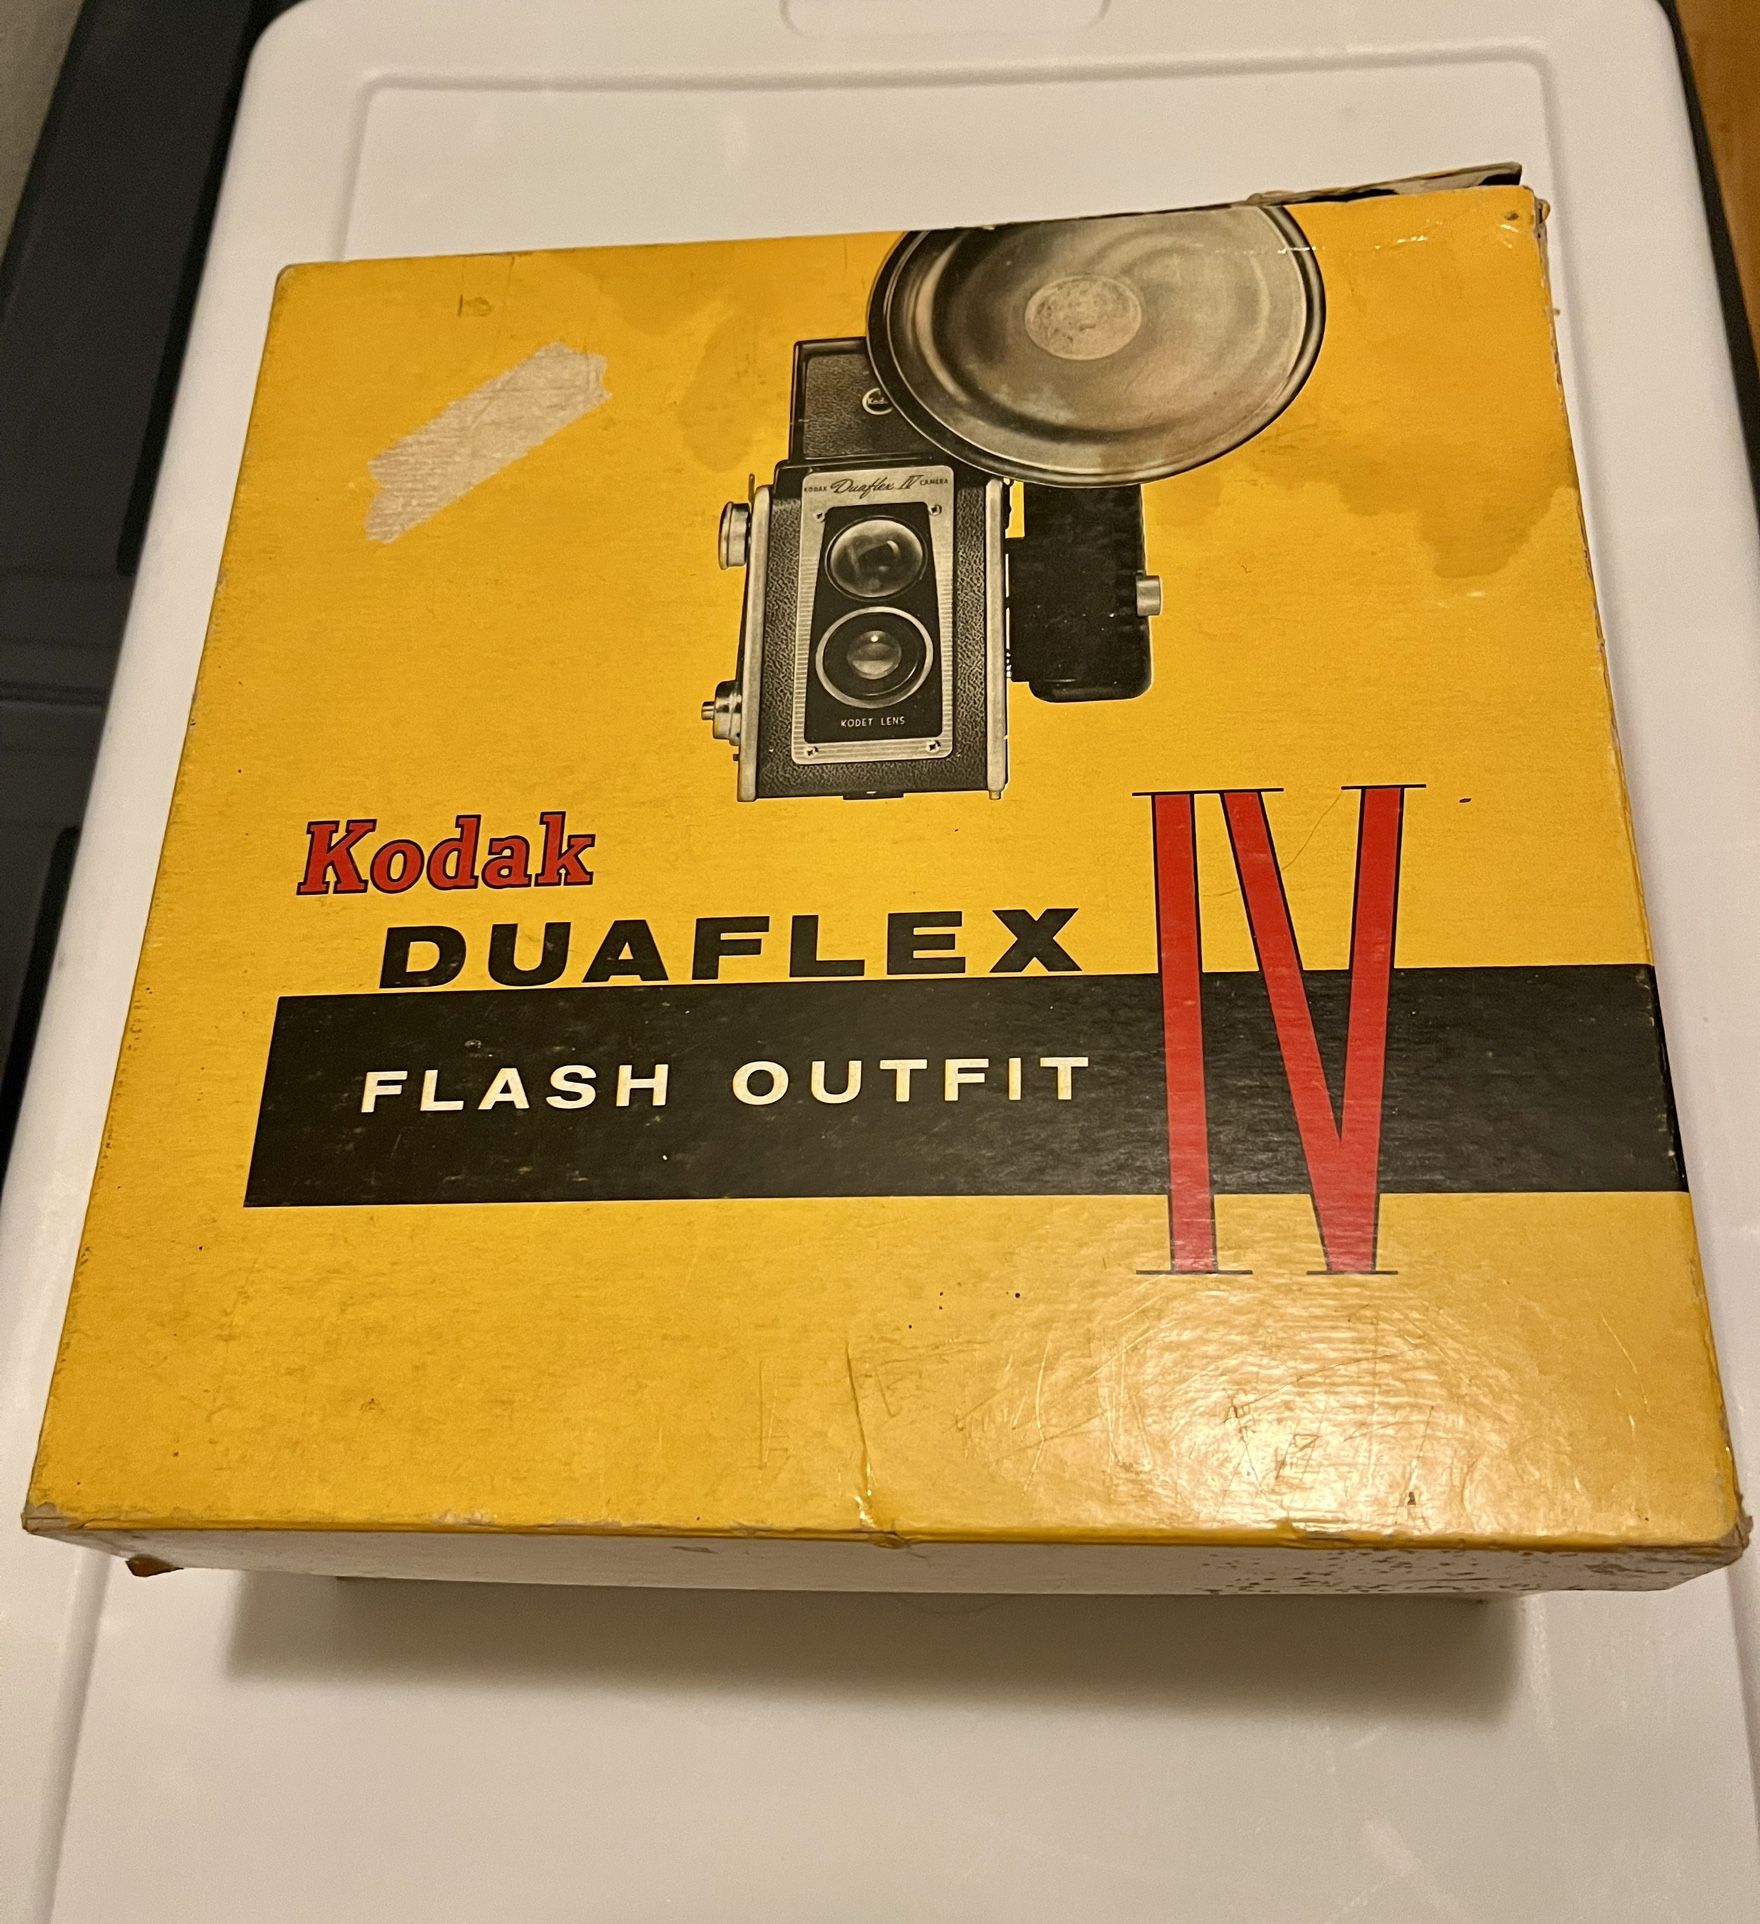 KODAK Duaflex IV CAMERA
KODET LENS
Kodak
DUAFLEX IV
FLASH OUTFIT